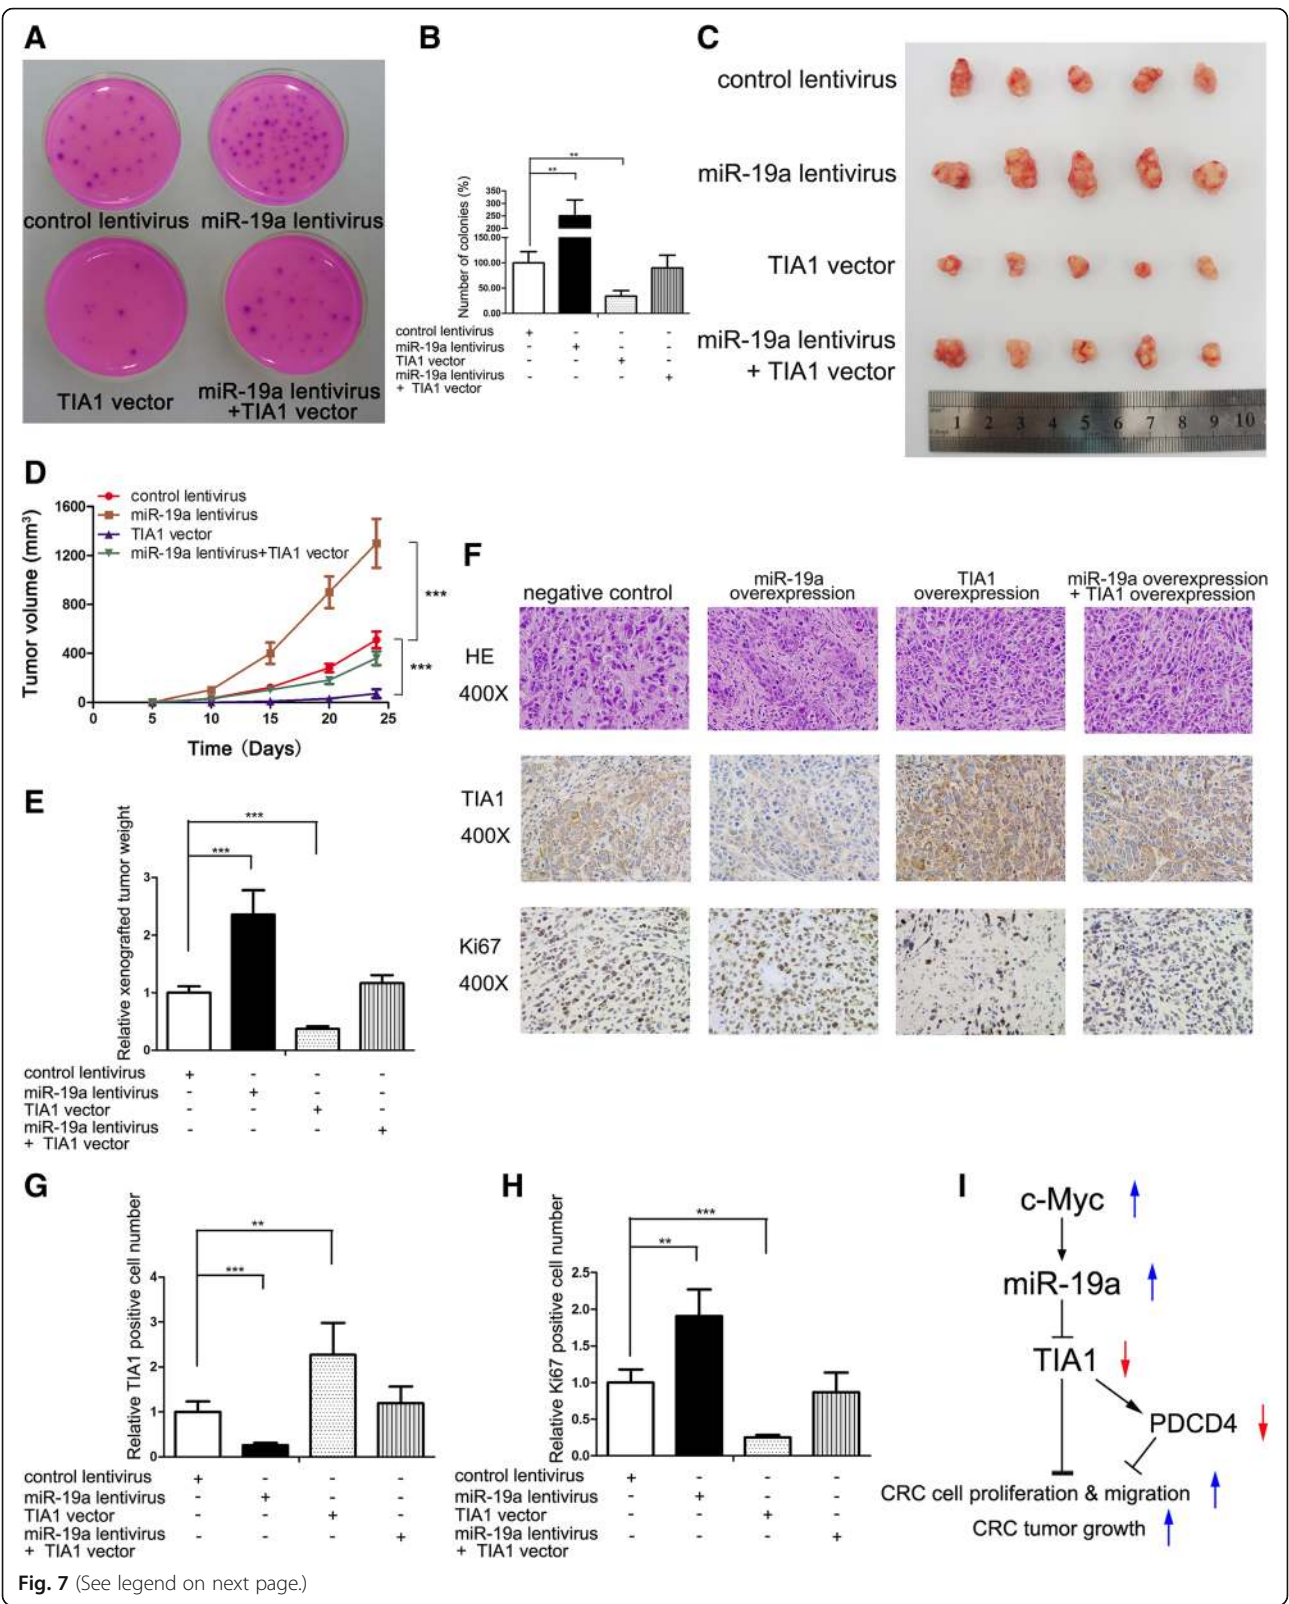 A
control lentivirus
miR-19a lentivirus
TIA1 vector
miR-19a lentivirus
+TIA1 vector
B
Number of colonies (%)
350
300
250
200
150.00
100.00
50.00
0.00
**
**
control lentivirus + - - -
miR-19a lentivirus - + - -
TIA1 vector - - + -
miR-19a lentivirus - - - +
+ TIA1 vector
C
control lentivirus
miR-19a lentivirus
TIA1 vector
miR-19a lentivirus
+ TIA1 vector
1 2 3 4 5 6 7 8 9 10
D
control lentivirus
miR-19a lentivirus
TIA1 vector
miR-19a lentivirus+TIA1 vector
Tumor volume (mm³)
1600
1200
800
400
0
0 5 10 15 20 25
Time (Days)
***
***
E
Relative xenografted tumor weight
3
2
1
0
***
***
control lentivirus + - - -
miR-19a lentivirus - + - -
TIA1 vector - - + -
miR-19a lentivirus - - - +
+ TIA1 vector
F
negative control
miR-19a
overexpression
TIA1
overexpression
miR-19a overexpression
+ TIA1 overexpression
HE
400X
TIA1
400X
Ki67
400X
G
Relative TIA1 positive cell number
4
3
2
1
0
**
***
control lentivirus + - - -
miR-19a lentivirus - + - -
TIA1 vector - - + -
miR-19a lentivirus - - - +
+ TIA1 vector
H
Relative Ki67 positive cell number
2.5
2.0
1.5
1.0
0.5
0.0
***
**
control lentivirus + - - -
miR-19a lentivirus - + - -
TIA1 vector - - + -
miR-19a lentivirus - - - +
+ TIA1 vector
I
c-Myc
miR-19a
TIA1
PDCD4
CRC cell proliferation & migration
CRC tumor growth
Fig. 7 (See legend on next page.)